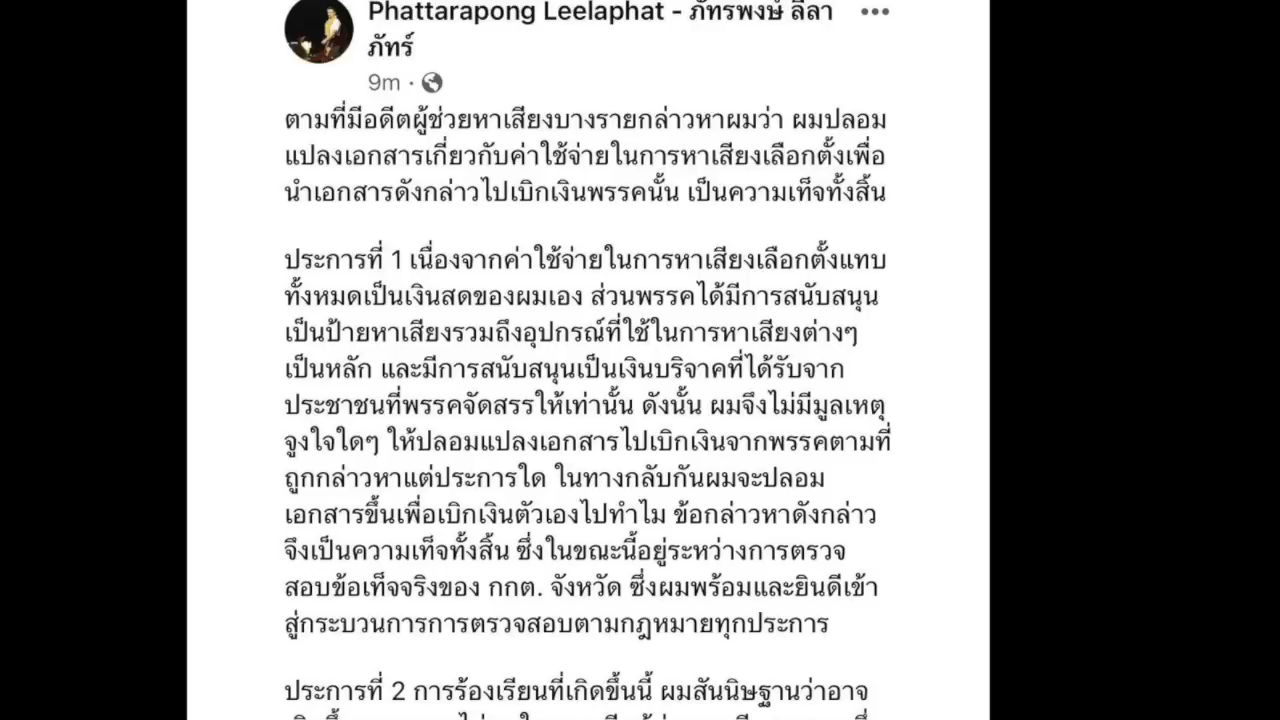 Phattarapong Leelaphat - ภัทรพงษ์ ลีลา
ภัทร์
9m
ตามที่มีอดีตผู้ช่วยหาเสียงบางรายกล่าวหาผมว่า ผมปลอม
แปลงเอกสารเกี่ยวกับค่าใช้จ่ายในการหาเสียงเลือกตั้งเพื่อ
นำเอกสารดังกล่าวไปเบิกเงินพรรคนั้น เป็นความเท็จทั้งสิ้น
ประการที่ 1 เนื่องจากค่าใช้จ่ายในการหาเสียงเลือกตั้งแทบ
ทั้งหมดเป็นเงินสดของผมเอง ส่วนพรรคได้มีการสนับสนุน
เป็นป้ายหาเสียงรวมถึงอุปกรณ์ที่ใช้ในการหาเสียงต่างๆ
เป็นหลัก และมีการสนับสนุนเป็นเงินบริจาคที่ได้รับจาก
ประชาชนที่พรรคจัดสรรให้เท่านั้น ดังนั้น ผมจึงไม่มีมูลเหตุ
จูงใจใดๆ ให้ปลอมแปลงเอกสารไปเบิกเงินจากพรรคตามที่
ถูกกล่าวหาแต่ประการใด ในทางกลับกันผมจะปลอม
เอกสารขึ้นเพื่อเบิกเงินตัวเองไปทำไม ข้อกล่าวหาดังกล่าว
จึงเป็นความเท็จทั้งสิ้น ซึ่งในขณะนี้อยู่ระหว่างการตรวจ
สอบข้อเท็จจริงของ กกต. จังหวัด ซึ่งผมพร้อมและยินดีเข้า
สู่กระบวนการการตรวจสอบตามกฎหมายทุกประการ
ประการที่ 2 การร้องเรียนที่เกิดขึ้นนี้ ผมสันนิษฐานว่าอาจ